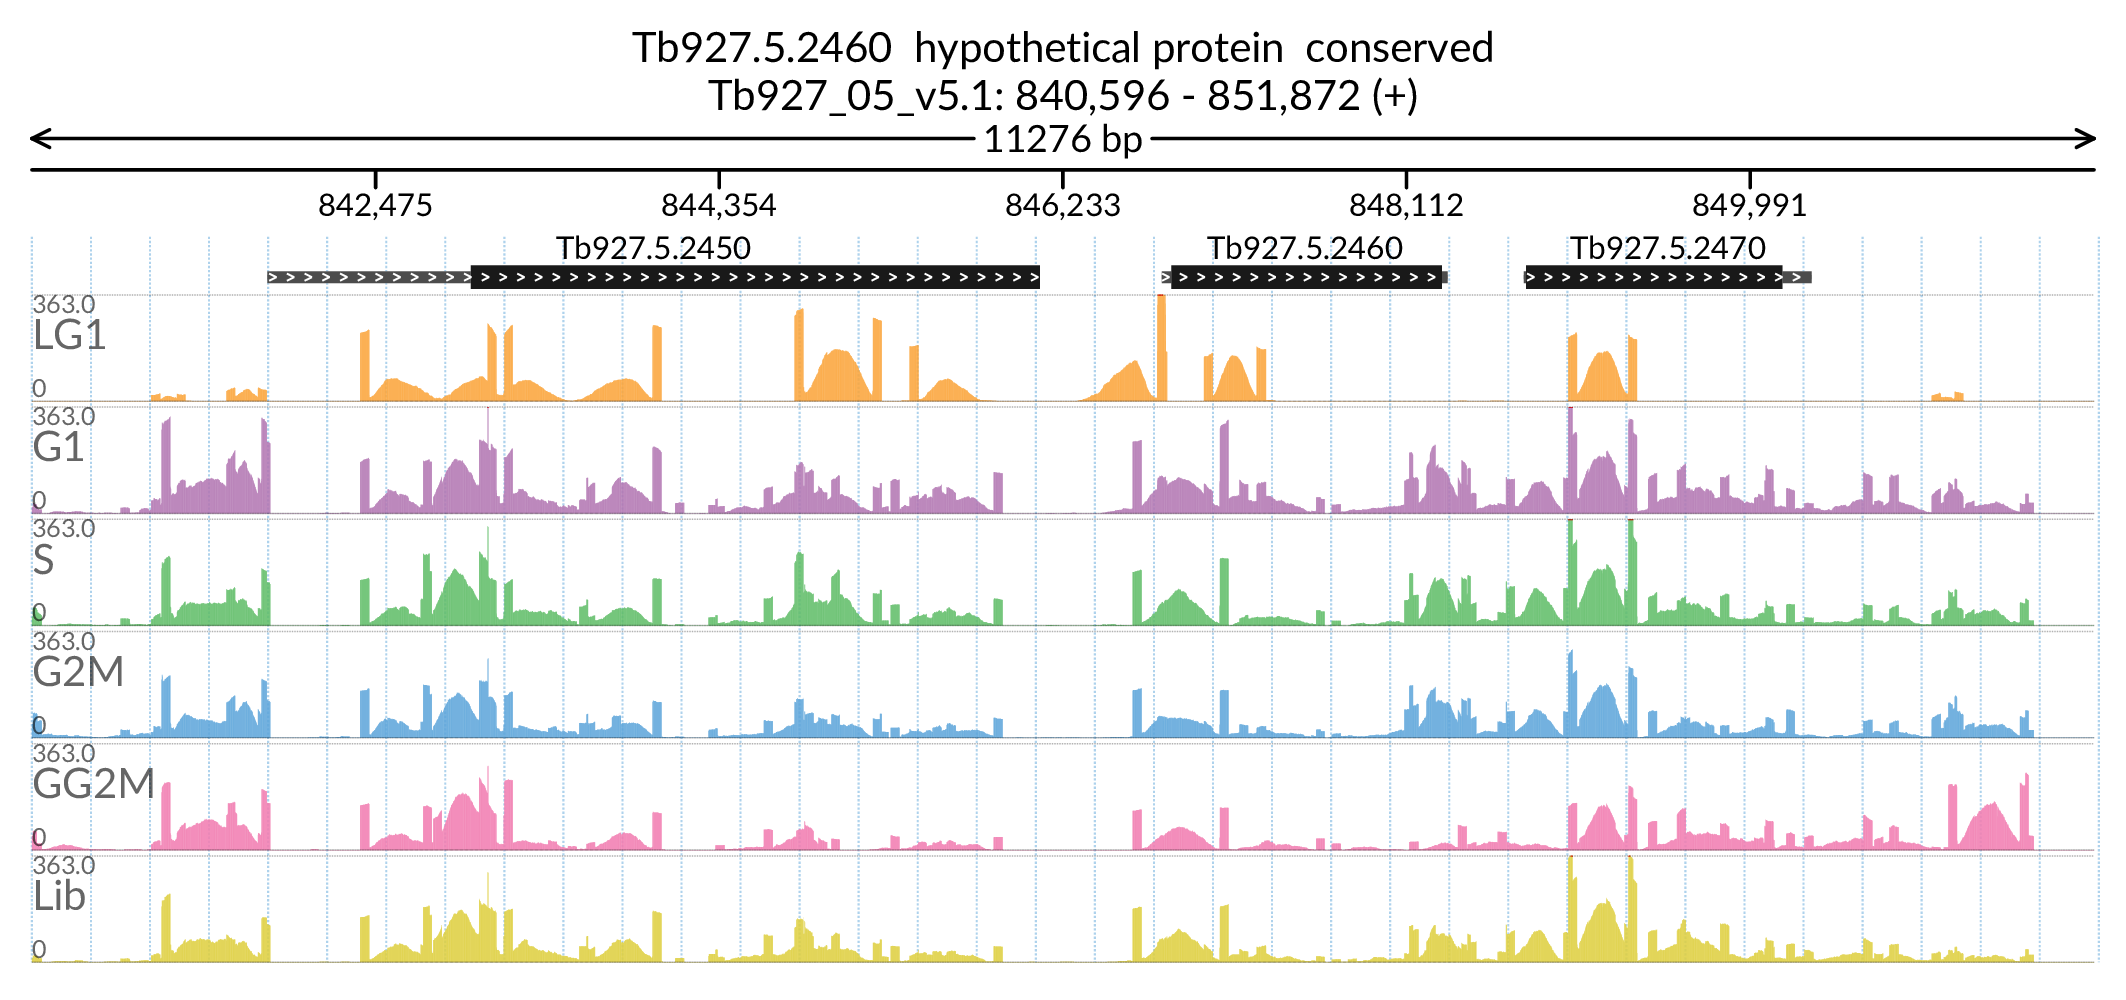 Tb927.5.2460 hypothetical protein conserved
Tb927_05_v5.1: 840,596 - 851,872 (+)
11276 bp
842,475 844,354 846,233 848,112 849,991
Tb927.5.2450 Tb927.5.2460 Tb927.5.2470
363.0
LG1
0
363.0
G1
0
363.0
S
0
363.0
G2M
0
363.0
GG2M
0
363.0
Lib
0